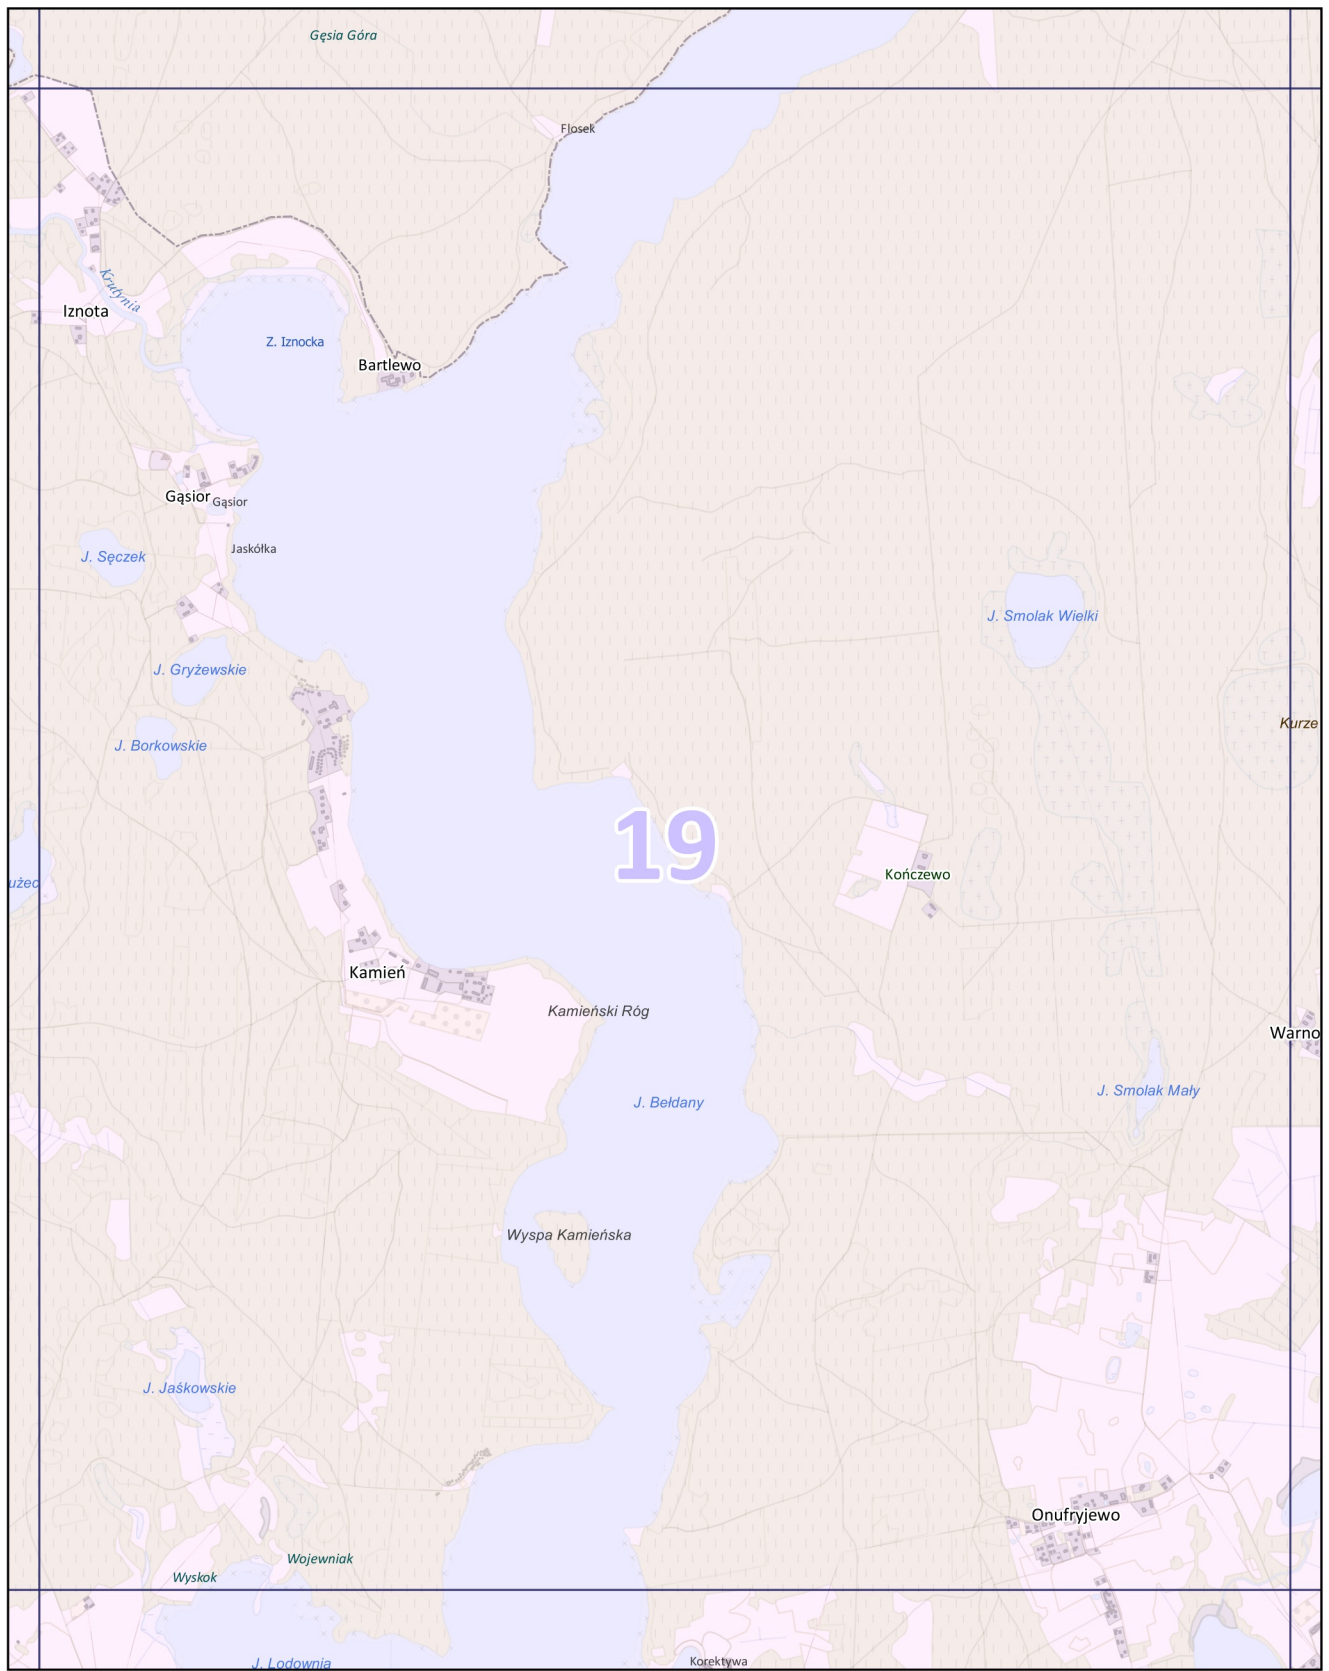 Gęsia Góra
Flosek
Krutynia
Iznota
Z. Iznocka
Bartlewo
Gąsior
Gąsior
Jaskółka
J. Sęczek
J. Smolak Wielki
J. Gryżewskie
Kurze
J. Borkowskie
19
użec
Kończewo
Kamień
Kamieński Róg
Warno
J. Smolak Mały
J. Bełdany
Wyspa Kamieńska
J. Jaśkowskie
Onufryjewo
Wojewniak
Wyskok
J. Lodownia
Korektywa